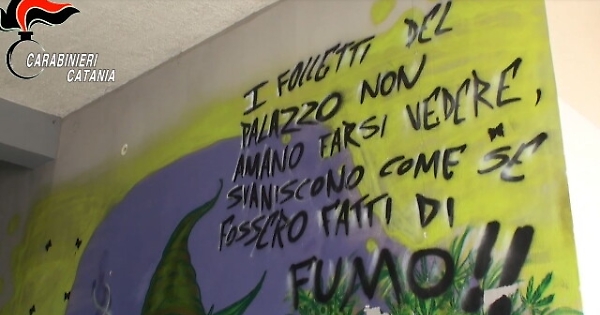 CARABINIERI
CATANIA
I FOLLETTI DEL
PALAZZO NON
AMANO FARSI VEDERE,
SVANISCONO COME SE
FOSSERO FATTI DI
FUMO!!